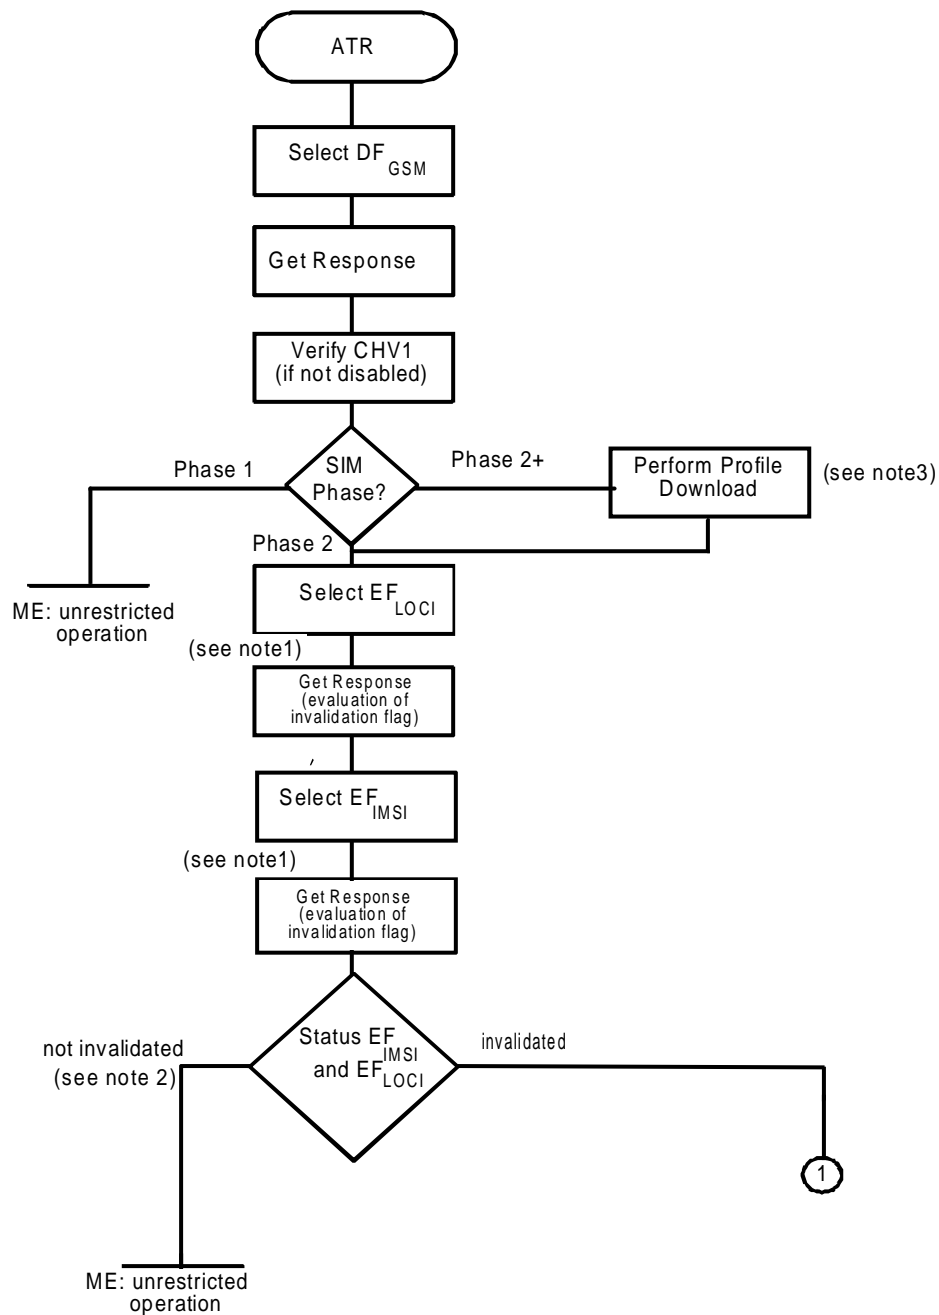 ATR
Select DF GSM
Get Response
Verify CHV1
(if not disabled)
Phase 1
SIM
Phase?
Phase 2+
Perform Profile
Download
(see note3)
Phase 2
ME: unrestricted
operation
Select EF LOCI
(see note1)
Get Response
(evaluation of
invalidation flag)
,
Select EF IMSI
(see note1)
Get Response
(evaluation of
invalidation flag)
not invalidated
(see note 2)
Status EF IMSI
and EF LOCI
invalidated
1
ME: unrestricted
operation